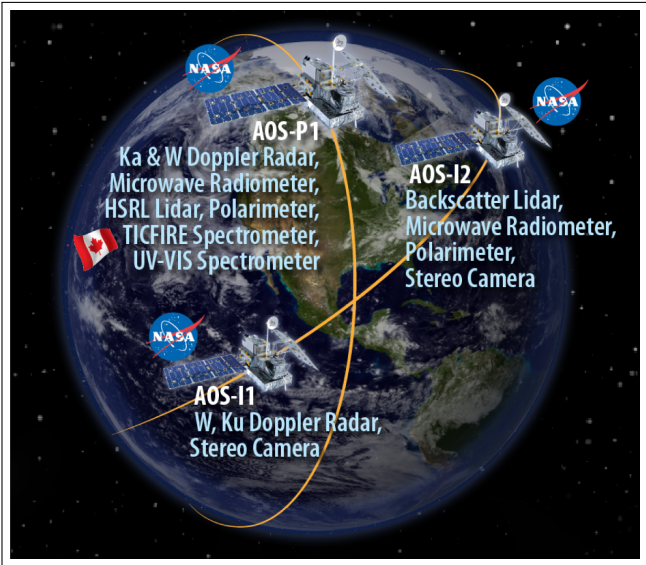 NASA
AOS-P1
Ka & W Doppler Radar,
Microwave Radiometer,
HSRL Lidar, Polarimeter,
TICFIRE Spectrometer,
UV-VIS Spectrometer
NASA
AOS-I2
Backscatter Lidar,
Microwave Radiometer,
Polarimeter,
Stereo Camera
NASA
AOS-I1
W, Ku Doppler Radar,
Stereo Camera